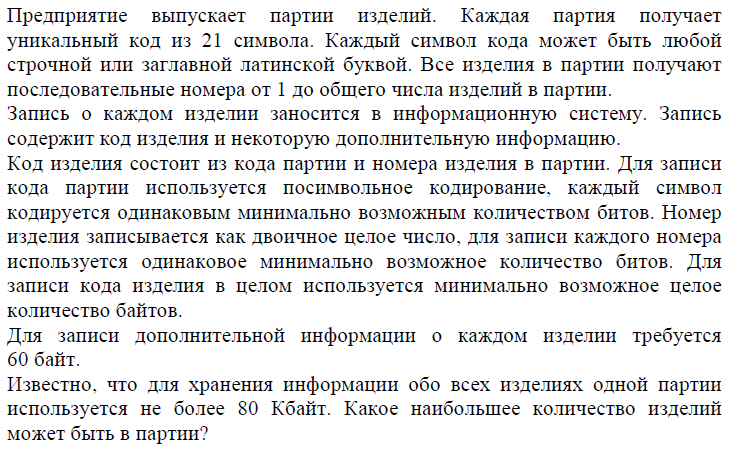 Предприятие выпускает партии изделий. Каждая партия получает
уникальный код из 21 символа. Каждый символ кода может быть любой
строчной или заглавной латинской буквой. Все изделия в партии получают
последовательные номера от 1 до общего числа изделий в партии.
Запись о каждом изделии заносится в информационную систему. Запись
содержит код изделия и некоторую дополнительную информацию.
Код изделия состоит из кода партии и номера изделия в партии. Для записи
кода партии используется посимвольное кодирование, каждый символ
кодируется одинаковым минимально возможным количеством битов. Номер
изделия записывается как двоичное целое число, для записи каждого номера
используется одинаковое минимально возможное количество битов. Для
записи кода изделия в целом используется минимально возможное целое
количество байтов.
Для записи дополнительной информации о каждом изделии требуется
60 байт.
Известно, что для хранения информации обо всех изделиях одной партии
используется не более 80 Кбайт. Какое наибольшее количество изделий
может быть в партии?